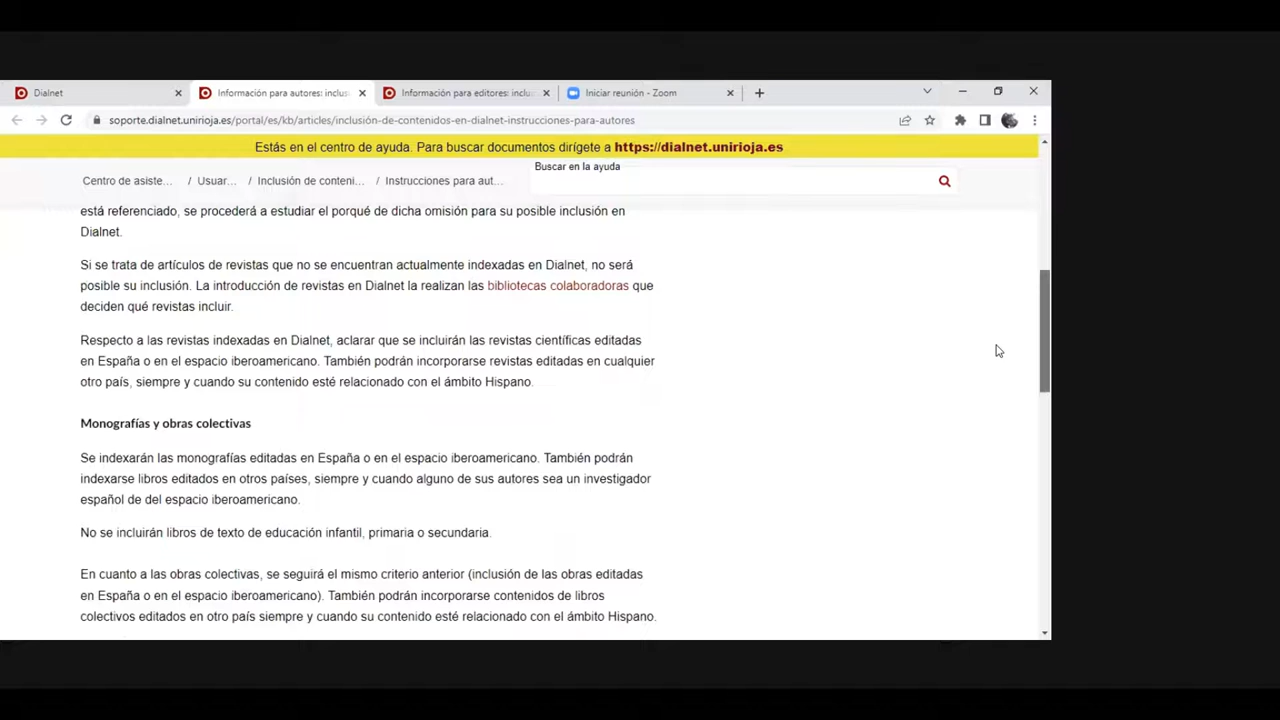 Dialnet
Información para autores: inclus
Información para editores: inclu
Iniciar reunión - Zoom
soporte.dialnet.unirioja.es/portal/es/kb/articles/inclusión-de-contenidos-en-dialnet-instrucciones-para-autores
Estás en el centro de ayuda. Para buscar documentos dirígete a https://dialnet.unirioja.es
Buscar en la ayuda
Centro de asiste... / Usuar... / Inclusión de conteni... / Instrucciones para aut...
está referenciado, se procederá a estudiar el porqué de dicha omisión para su posible inclusión en
Dialnet.
Si se trata de artículos de revistas que no se encuentran actualmente indexadas en Dialnet, no será
posible su inclusión. La introducción de revistas en Dialnet la realizan las bibliotecas colaboradoras que
deciden qué revistas incluir.
Respecto a las revistas indexadas en Dialnet, aclarar que se incluirán las revistas científicas editadas
en España o en el espacio iberoamericano. También podrán incorporarse revistas editadas en cualquier
otro país, siempre y cuando su contenido esté relacionado con el ámbito Hispano.
Monografías y obras colectivas
Se indexarán las monografías editadas en España o en el espacio iberoamericano. También podrán
indexarse libros editados en otros países, siempre y cuando alguno de sus autores sea un investigador
español de del espacio iberoamericano.
No se incluirán libros de texto de educación infantil, primaria o secundaria.
En cuanto a las obras colectivas, se seguirá el mismo criterio anterior (inclusión de las obras editadas
en España o en el espacio iberoamericano). También podrán incorporarse contenidos de libros
colectivos editados en otro país siempre y cuando su contenido esté relacionado con el ámbito Hispano.